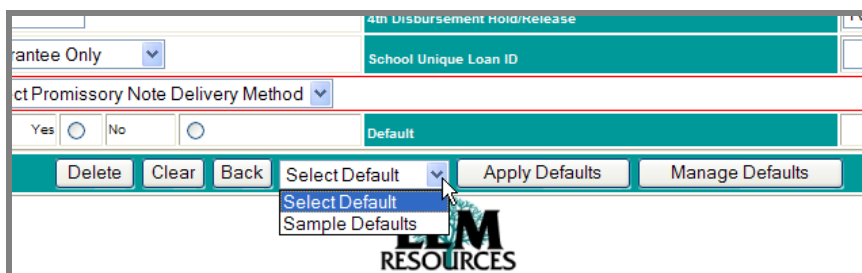 4th Disbursement Hold/Release
rantee Only
School Unique Loan ID
ct Promissory Note Delivery Method
Yes No
Default
Delete Clear Back Select Default Apply Defaults Manage Defaults
Select Default
Sample Defaults
RESOURCES